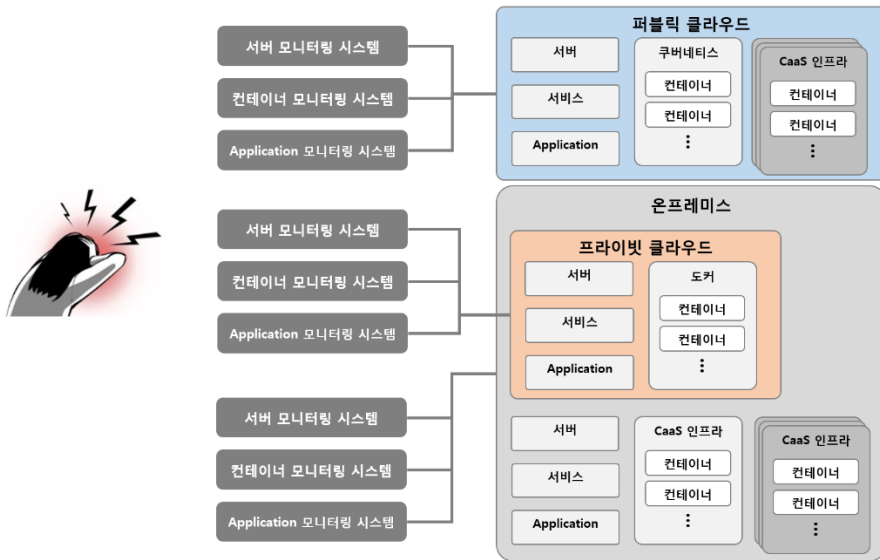 서버 모니터링 시스템
컨테이너 모니터링 시스템
Application 모니터링 시스템
퍼블릭 클라우드
서버
서비스
Application
쿠버네티스
컨테이너
컨테이너
⋮
CaaS 인프라
컨테이너
컨테이너
⋮
서버 모니터링 시스템
컨테이너 모니터링 시스템
Application 모니터링 시스템
온프레미스
프라이빗 클라우드
서버
서비스
Application
도커
컨테이너
컨테이너
⋮
서버 모니터링 시스템
컨테이너 모니터링 시스템
Application 모니터링 시스템
서버
서비스
Application
CaaS 인프라
컨테이너
컨테이너
⋮
CaaS 인프라
컨테이너
컨테이너
⋮